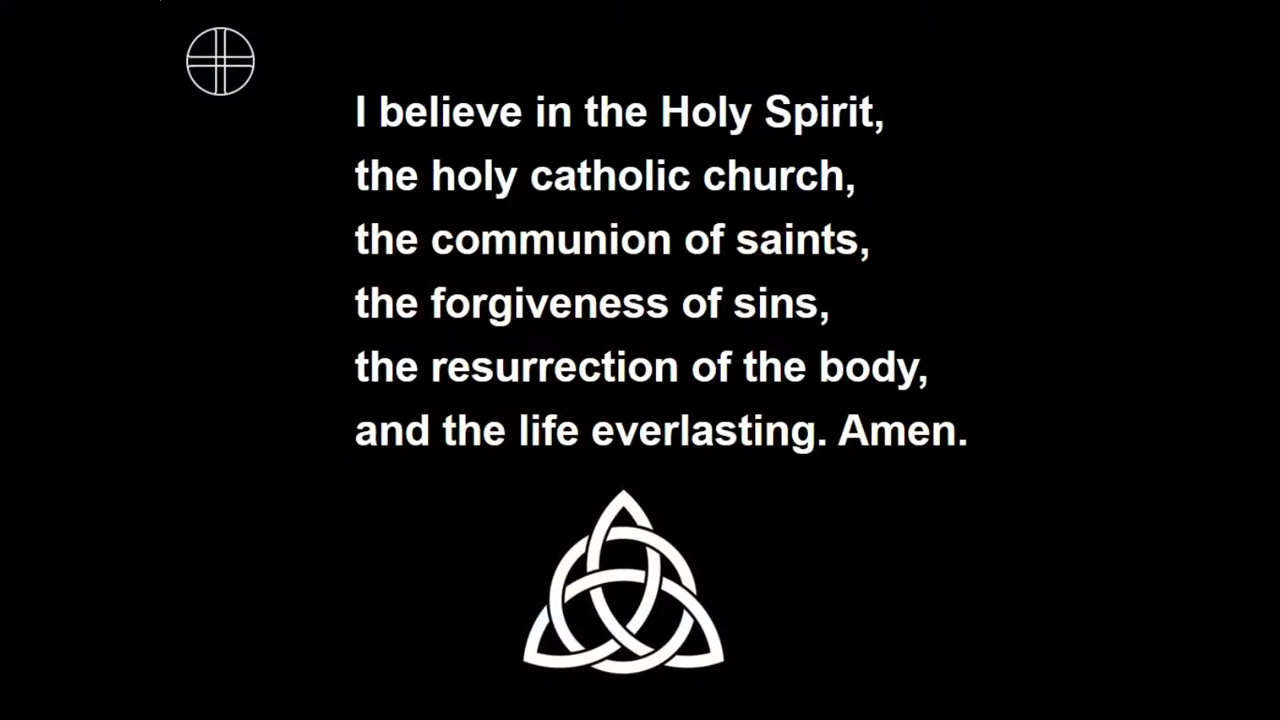 I believe in the Holy Spirit,
the holy catholic church,
the communion of saints,
the forgiveness of sins,
the resurrection of the body,
and the life everlasting. Amen.